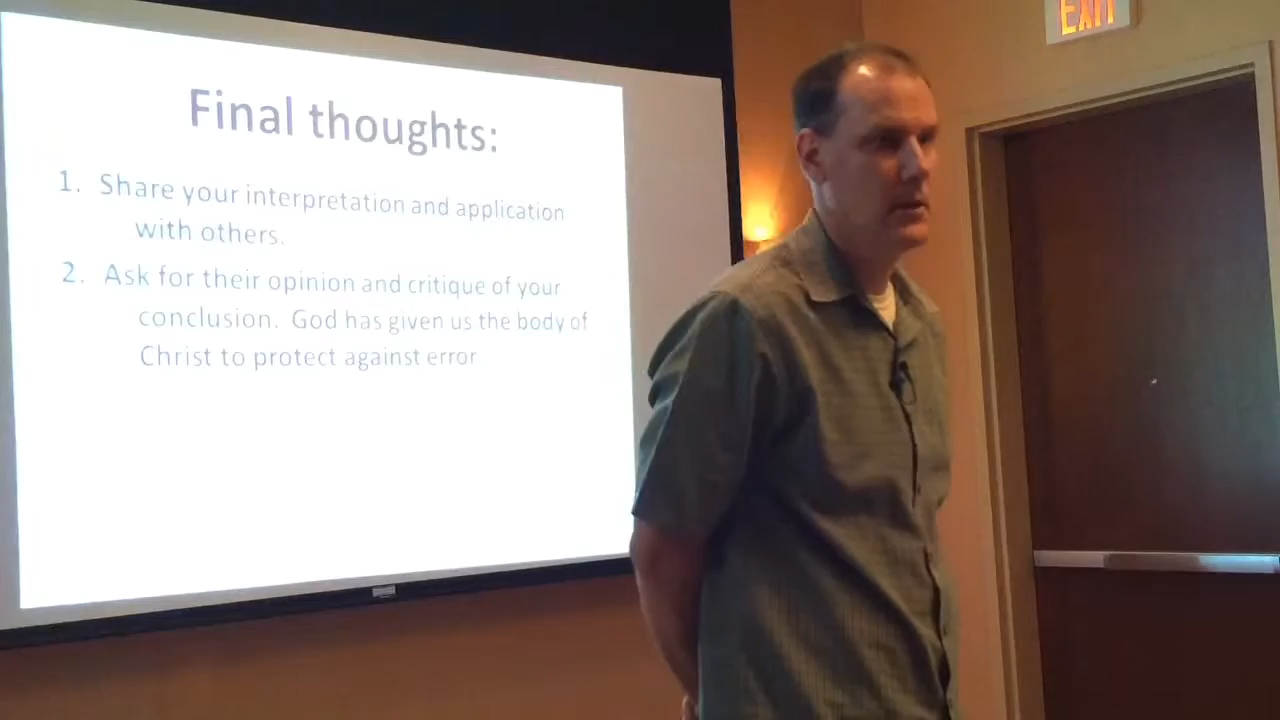 EXIT
Final thoughts:
1. Share your interpretation and application
with others.
2. Ask for their opinion and critique of your
conclusion. God has given us the body of
Christ to protect against error